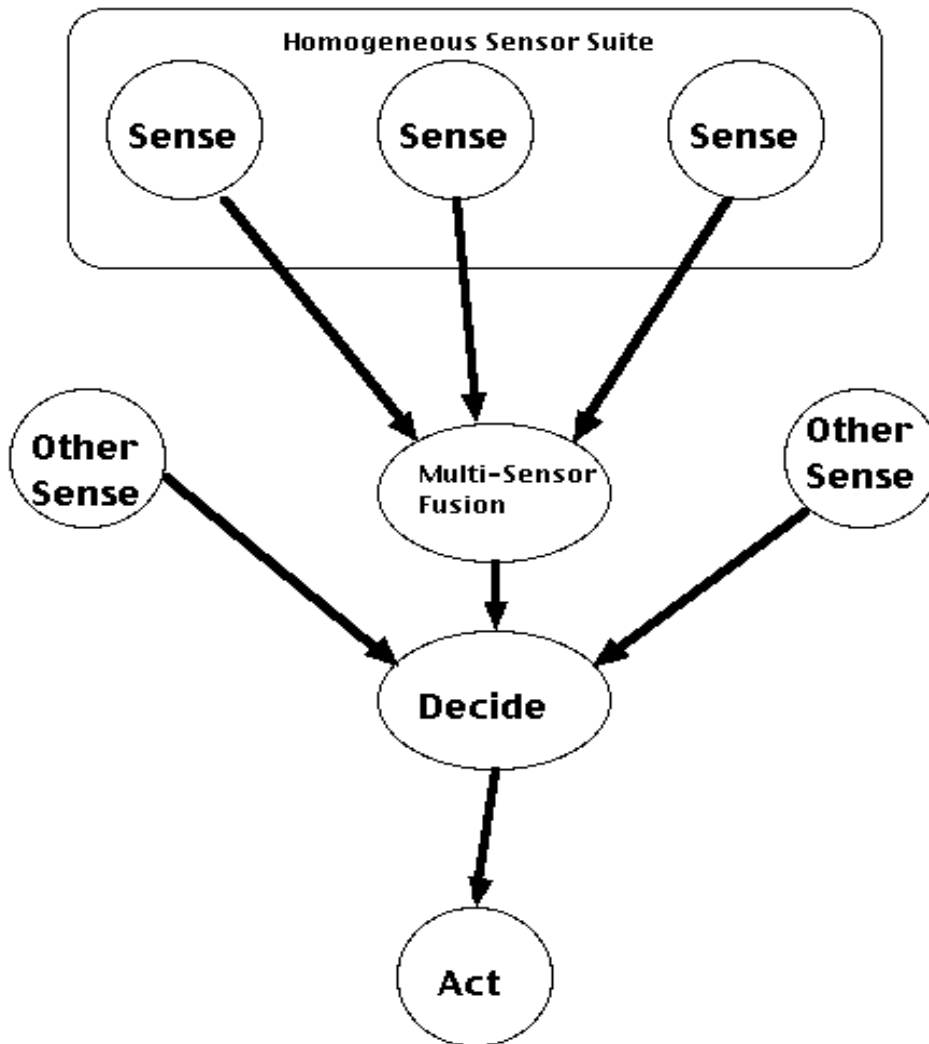 Homogeneous Sensor Suite
Sense
Sense
Sense
Other
Sense
Multi-Sensor
Fusion
Other
Sense
Decide
Act